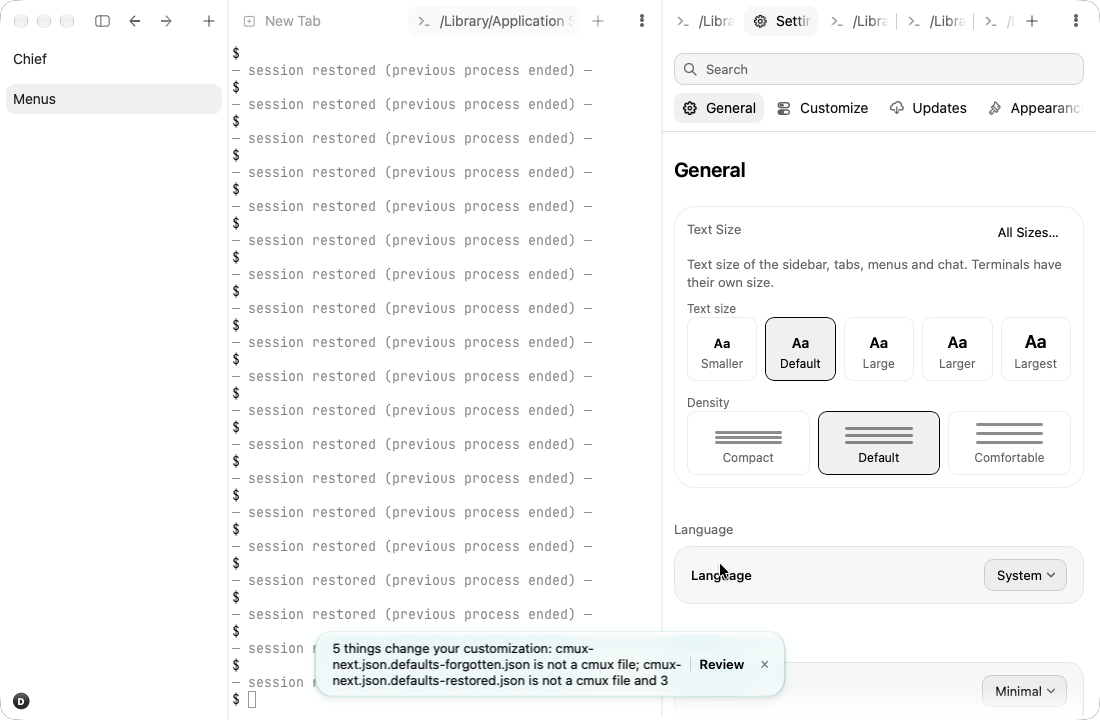 New Tab
/Library/Application S
/Libra
Settin
/Libra
/Libra
Chief
Menus
$
— session restored (previous process ended) —
$
— session restored (previous process ended) —
$
— session restored (previous process ended) —
$
— session restored (previous process ended) —
$
— session restored (previous process ended) —
$
— session restored (previous process ended) —
$
— session restored (previous process ended) —
$
— session restored (previous process ended) —
$
— session restored (previous process ended) —
$
— session restored (previous process ended) —
$
— session restored (previous process ended) —
$
— session restored (previous process ended) —
$
— session restored (previous process ended) —
$
— session restored (previous process ended) —
$
— session restored (previous process ended) —
$
— session restored (previous process ended) —
$
— session restored (previous process ended) —
$
— session
$
— session
$
Search
General
Customize
Updates
Appearanc
General
Text Size
All Sizes...
Text size of the sidebar, tabs, menus and chat. Terminals have
their own size.
Text size
Aa Aa Aa Aa Aa
Smaller Default Large Larger Largest
Density
Compact Default Comfortable
Language
Language
System
Minimal
5 things change your customization: cmux-
next.json.defaults-forgotten.json is not a cmux file; cmux-
next.json.defaults-restored.json is not a cmux file and 3
Review
D